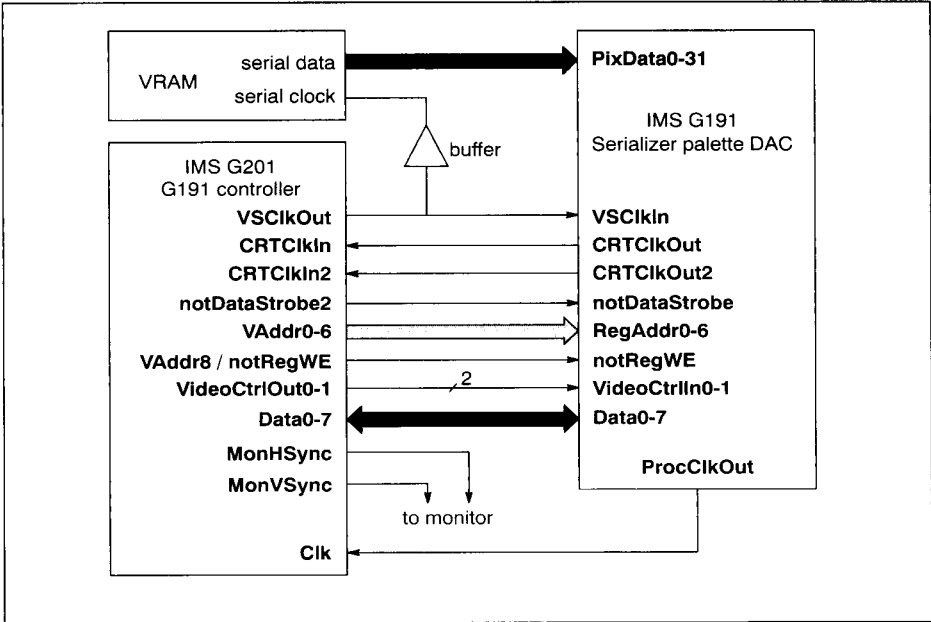 serial data
VRAM
serial clock
buffer
PixData0-31
IMS G191
Serializer palette DAC
IMS G201
G191 controller
VSClkOut
VSClkIn
CRTClkIn
CRTClkOut
CRTClkIn2
CRTClkOut2
notDataStrobe2
notDataStrobe
VAddr0-6
RegAddr0-6
VAddr8 / notRegWE
notRegWE
VideoCtrlOut0-1
2
VideoCtrlIn0-1
Data0-7
Data0-7
MonHSync
MonVSync
to monitor
ProcClkOut
Clk